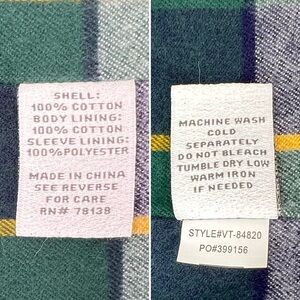 SHELL:
100% COTTON
BODY LINING:
100% COTTON
SLEEVE LINING:
100% POLYESTER
MADE IN CHINA
SEE REVERSE
FOR CARE
RN# 78138
MACHINE WASH
COLD
SEPARATELY
DO NOT BLEACH
TUMBLE DRY LOW
WARM IRON
IF NEEDED
STYLE#VT-84820
PO#399156